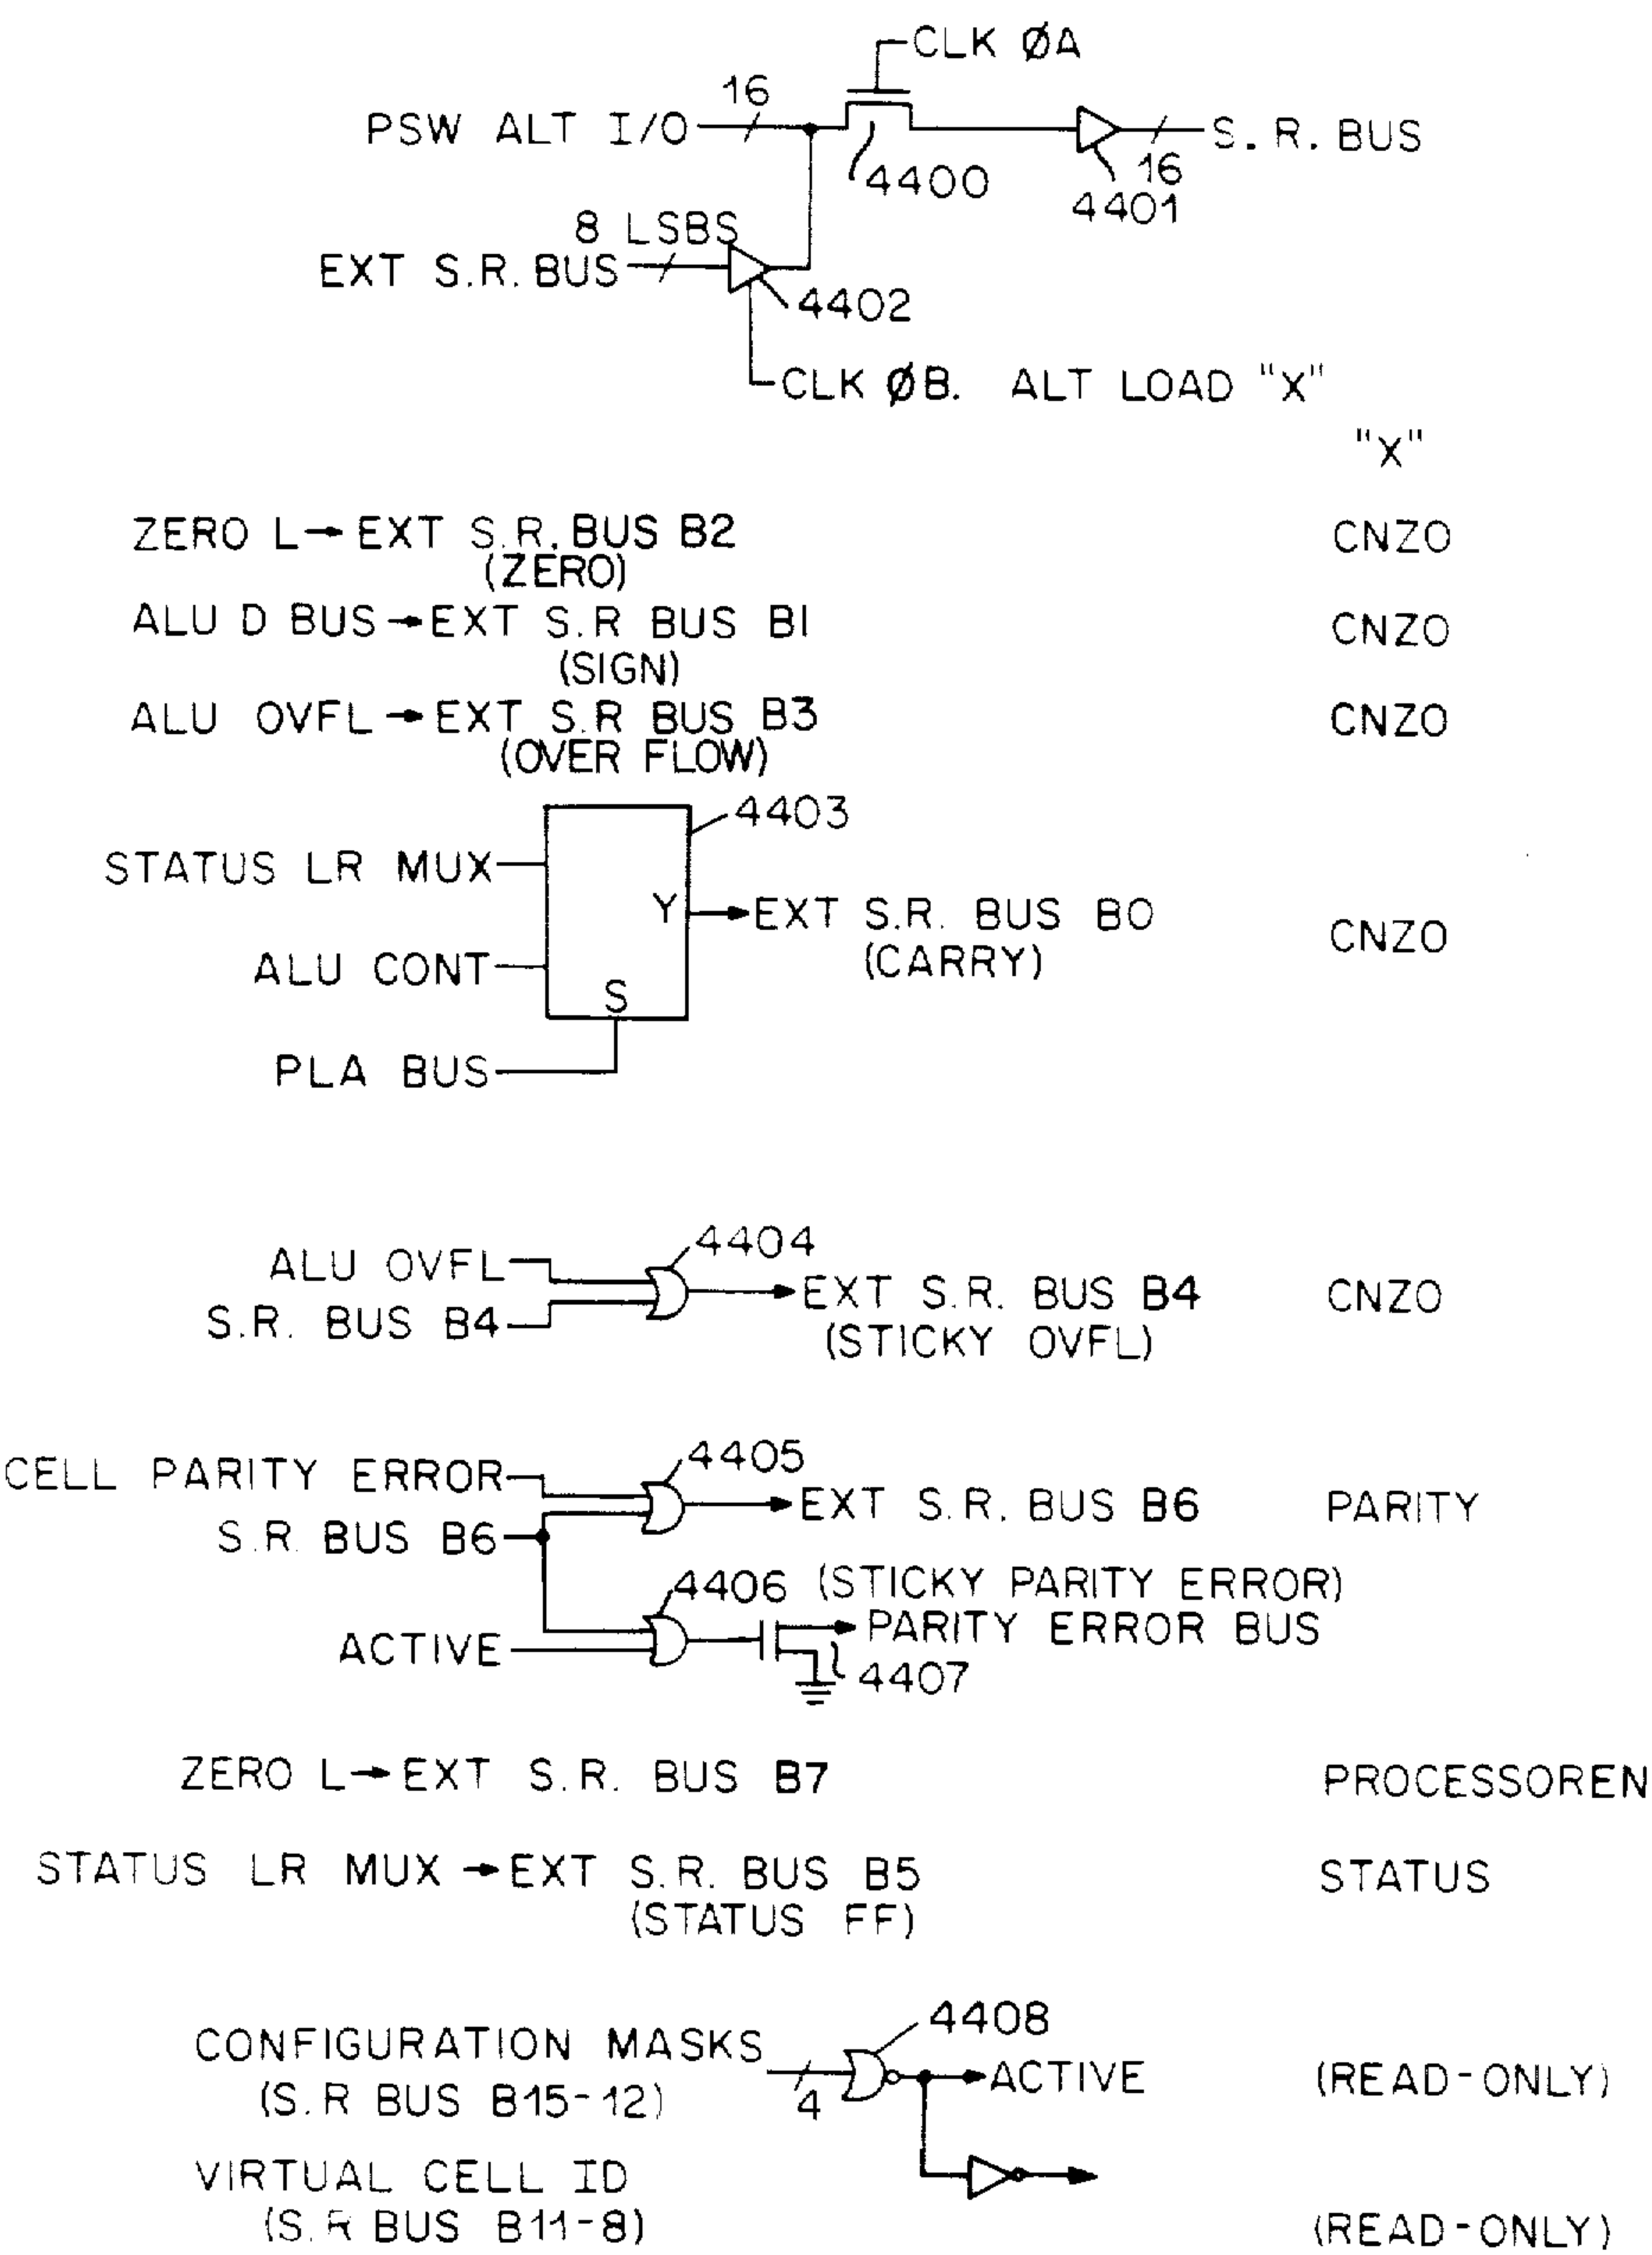 CLK ØA
16
PSW ALT I/O
S. R. BUS
4400
16
4401
8 LSBS
EXT S.R. BUS
4402
CLK ØB. ALT LOAD "X"
"X"
ZERO L→EXT S.R. BUS B2
CNZO
(ZERO)
ALU D BUS→EXT S.R BUS B1
CNZO
(SIGN)
ALU OVFL→EXT S.R BUS B3
CNZO
(OVER FLOW)
4403
STATUS LR MUX
Y
EXT S.R. BUS B0
CNZO
(CARRY)
ALU CONT
S
PLA BUS
4404
ALU OVFL
EXT S.R. BUS B4
CNZO
S.R. BUS B4
(STICKY OVFL)
4405
CELL PARITY ERROR
EXT S.R. BUS B6
PARITY
S.R. BUS B6
4406
(STICKY PARITY ERROR)
PARITY ERROR BUS
ACTIVE
4407
ZERO L→EXT S.R. BUS B7
PROCESSOREN
STATUS LR MUX→EXT S.R. BUS B5
STATUS
(STATUS FF)
4408
CONFIGURATION MASKS
ACTIVE
(READ-ONLY)
(S.R BUS B15-12)
4
VIRTUAL CELL ID
(S.R BUS B11-8)
(READ-ONLY)